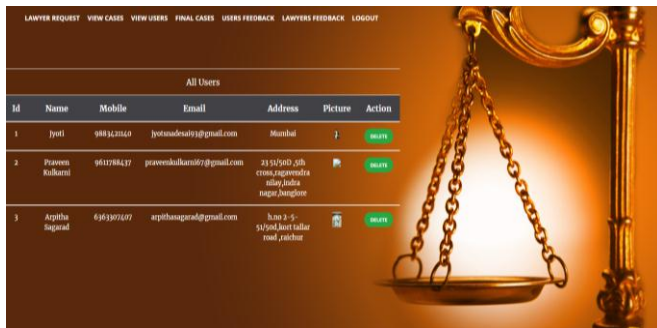 LAWYER REQUEST VIEW CASES VIEW USERS FINAL CASES USERS FEEDBACK LAWYERS FEEDBACK LOGOUT
All Users
Id Name Mobile Email Address Picture Action
1 Jyoti 9883421140 jyotunadesai93@gmail.com Mumbai DELETE
2 Praveen Kulkarni 9611788437 praveenkulkarni67@gmail.com 23 51/50D ,5th DELETE
cross,ragavendra
nilay,indra
nagar,banglore
3 Arpitha Sagarad 6363307407 arpithasagarad@gmail.com h.no 2-5- DELETE
51/50d,kort tallar
road ,raichur